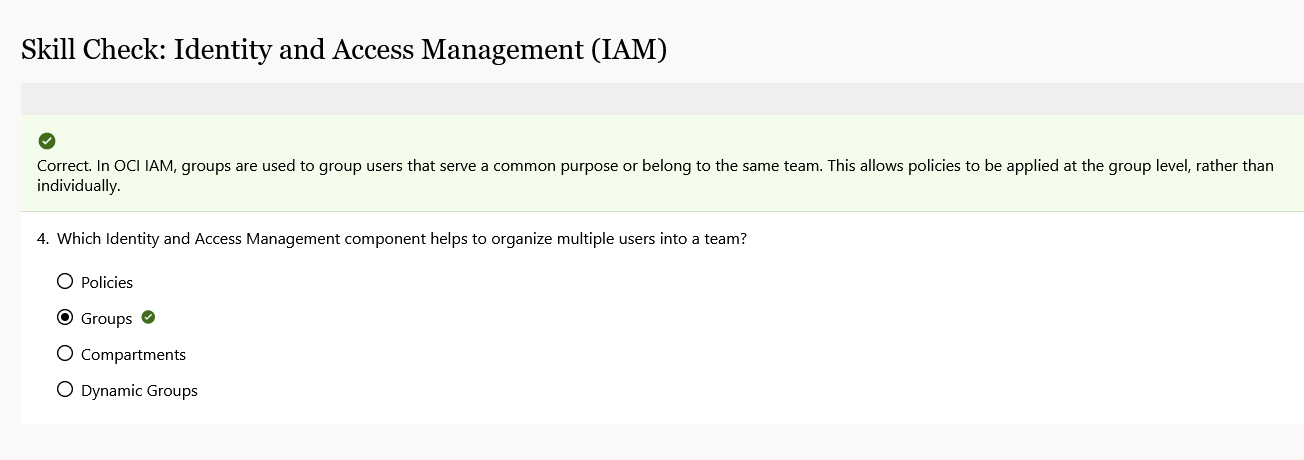 Skill Check: Identity and Access Management (IAM)
Correct. In OCI IAM, groups are used to group users that serve a common purpose or belong to the same team. This allows policies to be applied at the group level, rather than
individually.
4. Which Identity and Access Management component helps to organize multiple users into a team?
Policies
Groups
Compartments
Dynamic Groups